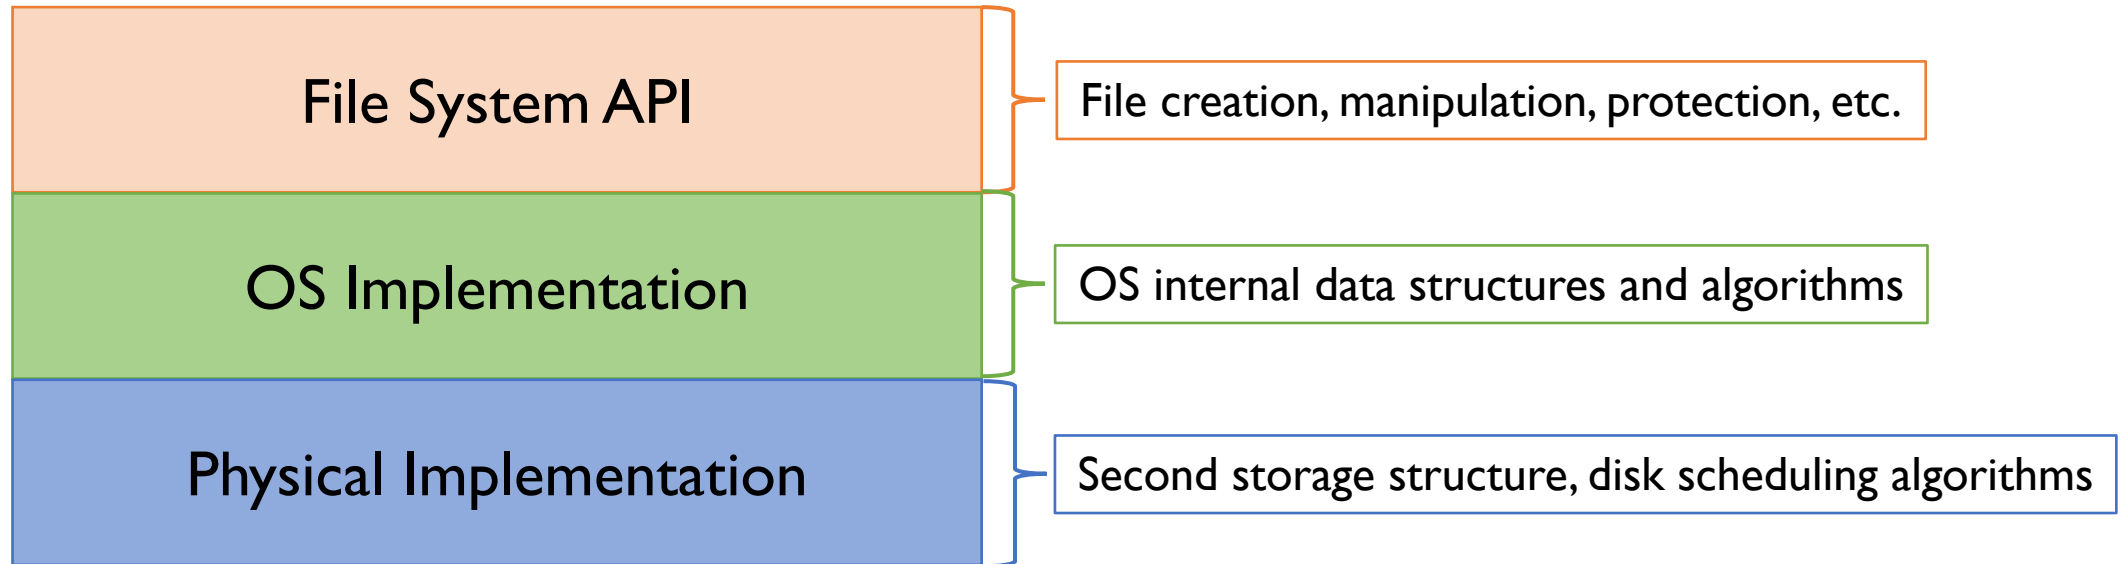 File System API
File creation, manipulation, protection, etc.
OS Implementation
OS internal data structures and algorithms
Physical Implementation
Second storage structure, disk scheduling algorithms